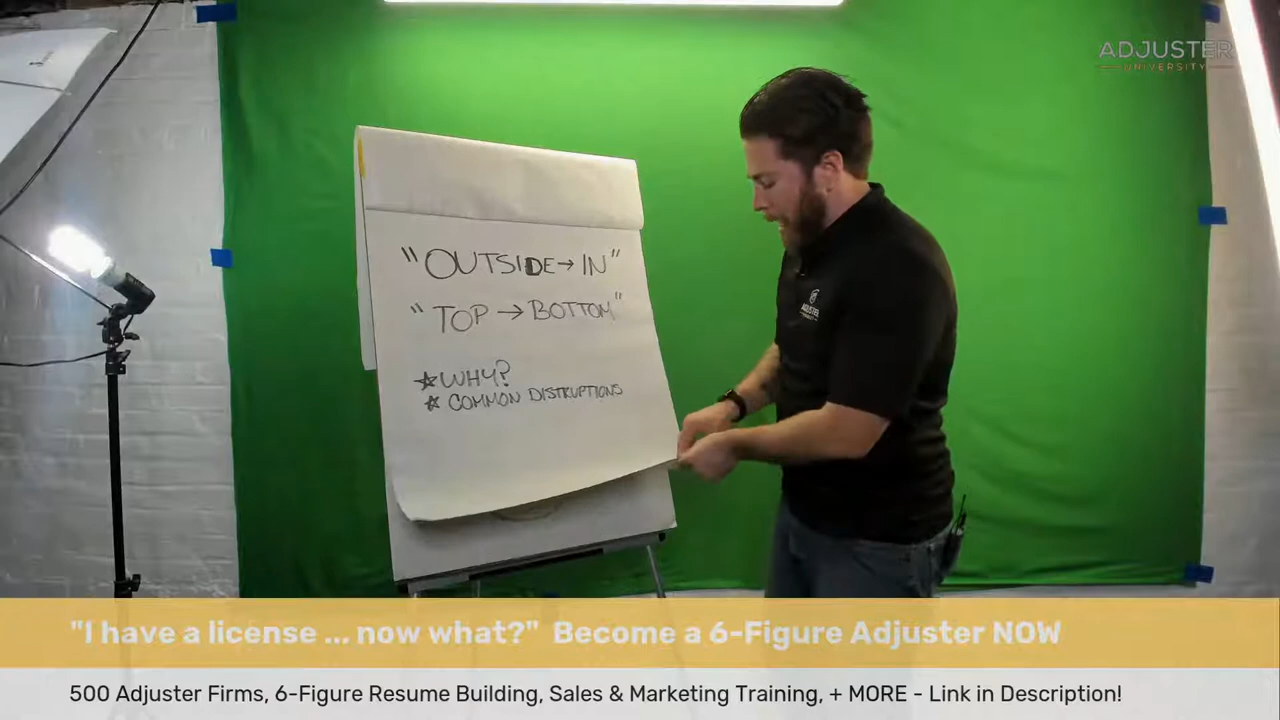 ADJUSTER
UNIVERSITY
"OUTSIDE→IN"
"TOP→BOTTOM"
☆WHY?
☆COMMON DISTRUPTIONS
ADJUSTER
"I have a license ... now what?" Become a 6-Figure Adjuster NOW
500 Adjuster Firms, 6-Figure Resume Building, Sales & Marketing Training, + MORE - Link in Description!